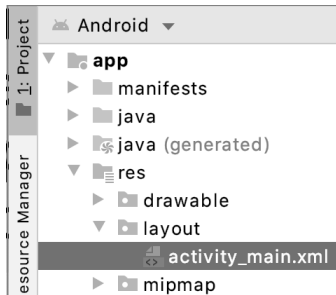 Android
1: Project
app
manifests
java
java (generated)
res
drawable
layout
activity_main.xml
mipmap
esource Manager